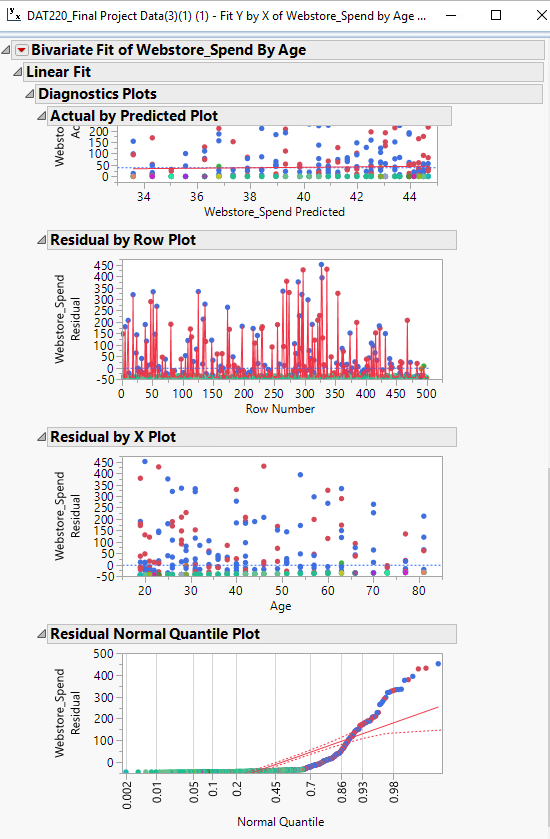 DAT220_Final Project Data(3)(1) (1) - Fit Y by X of Webstore_Spend by Age ...
Bivariate Fit of Webstore_Spend By Age
Linear Fit
Diagnostics Plots
Actual by Predicted Plot
Webstore_
Ac
200
150
100
50
0
34 36 38 40 42 44
Webstore_Spend Predicted
Residual by Row Plot
Webstore_Spend
Residual
450
400
350
300
250
200
150
100
50
0
-50
0 50 100 150 200 250 300 350 400 450 500
Row Number
Residual by X Plot
Webstore_Spend
Residual
450
400
350
300
250
200
150
100
50
0
-50
20 30 40 50 60 70 80
Age
Residual Normal Quantile Plot
Webstore_Spend
Residual
500
400
300
200
100
0
0.002 0.01 0.05 0.1 0.2 0.45 0.7 0.86 0.93 0.98
Normal Quantile